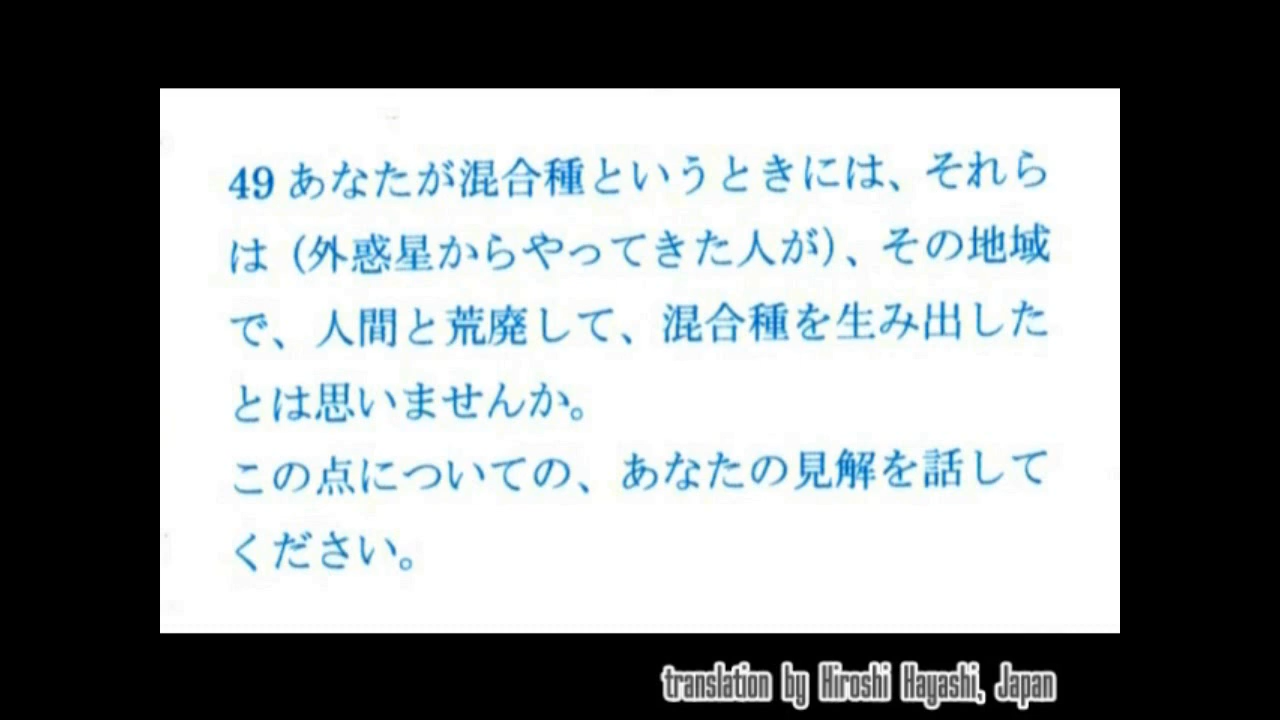 49 あなたが混合種というときには、それら
は（外惑星からやってきた人が）、その地域
で、人間と荒廃して、混合種を生み出した
とは思いませんか。
この点についての、あなたの見解を話して
ください。
translation by Hiroshi Hayashi, Japan